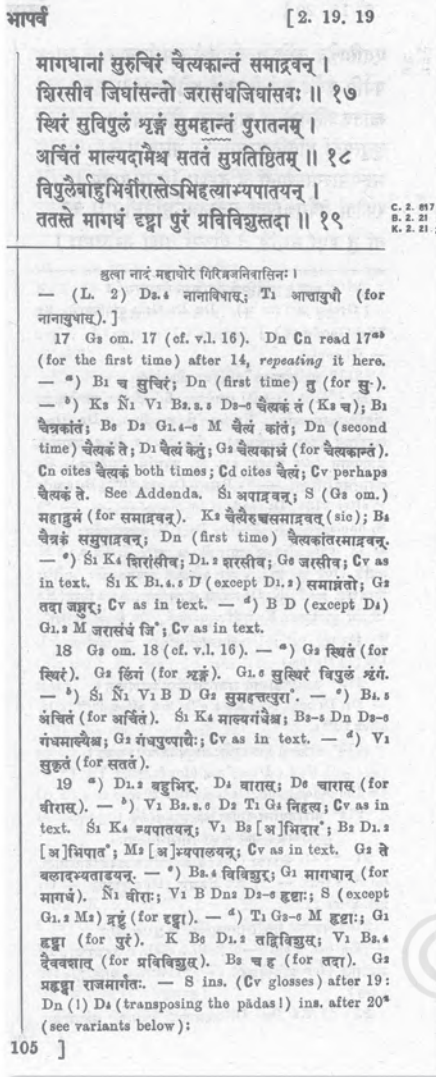 भापर्व [ 2. 19. 19
मागधानां सुरुचिरं चैत्यकान्तं समाद्रवन् ।
शिरसीव जिघांसन्तो जरासंधजिघांसवः ॥ १७
स्थिरं सुविपुलं शृङ्गं सुमहान्तं पुरातनम् ।
अर्चितं माल्यदामैश्च सततं सुप्रतिष्ठितम् ॥ १८
विपुलैर्बाहुभिर्वीरास्तेऽभिहत्याभ्यपातयन् ।
ततस्ते मागधं दृष्ट्वा पुरं प्रविविशुस्तदा ॥ १९
C. 2. 817
B. 2. 21
K. 2. 21
श्रुत्वा नादं महाघोरं गिरिव्रजनिवासिनः ।
— (L. 2) D3.4 नानाविधास्; T1 आत्तायुधौ (for
नानायुधास्). ]
17 G3 om. 17 (cf. v.l. 16). Dn Cn read 17ab
(for the first time) after 14, repeating it here.
— a) B1 च सुचिरं; Dn (first time) तु (for सु-).
— b) K3 Ñ1 V1 B2.3.5 D3-6 चैत्यकं तं (K3 च); B1
चैत्रकांतं; B6 D2 G1.4-6 M चैत्यं कांतं; Dn (second
time) चैत्यकं ते; D1 चैत्यं केतुं; G2 चैत्यकाग्रं (for चैत्यकान्तं).
Cn cites चैत्यकं both times; Cd cites चैत्यं; Cv perhaps
चैत्यकं ते. See Addenda. Ś1 अपाद्रवन्; S (G3 om.)
महाद्रुमं (for समाद्रवन्). K2 चैत्यैरुच्चसमाद्रवत् (sic); B4
चैत्रकं समुपाद्रवन्; Dn (first time) चैत्यकांतरमाद्रवन्.
— c) Ś1 K4 शिरांसीव; D1.2 शरसीव; G6 जरसीव; Cv as
in text. Ś1 K B1.4.5 D (except D1.2) समाघ्नंतो; G2
तदा जघ्नुर्; Cv as in text. — d) B D (except D4)
G1.2 M जरासंधं जि°; Cv as in text.
18 G3 om. 18 (cf. v.l. 16). — a) G2 स्थितं (for
स्थिरं). G2 लिंगं (for शृङ्गं). G1.6 सुस्थिरं विपुलं शृंगं.
— b) Ś1 Ñ1 V1 B D G2 सुमहत्तत्पुरा°. — c) B4.5
अंचितं (for अर्चितं). Ś1 K4 माल्यगंधैश्च; B2-5 Dn D3-6
गंधमाल्यैश्च; G2 गंधपुष्पाद्यैः; Cv as in text. — d) V1
सुकृतं (for सततं).
19 a) D1.2 बहुभिर्. D4 वारास्; D6 चारास् (for
वीरास्). — b) V1 B2.3.6 D2 T1 G4 निहत्य; Cv as in
text. Ś1 K4 न्यपातयन्; V1 B3 [अ]भिदार°; B2 D1.2
[अ]भिपात°; M2 [अ]भ्यपालयन्; Cv as in text. G2 ते
बलादभ्यताडयन्. — c) B3.4 विविशुर्; G1 मागधान् (for
मागधं). Ñ1 वीराः; V1 B Dn2 D3-6 हृष्टाः; S (except
G1.2 M2) द्रष्टुं (for दृष्ट्वा). — d) T1 G3-6 M हृष्टाः; G1
हृष्ट्वा (for पुरं). K B6 D1.2 तद्विविशुस्; V1 B3.4
दैववशात् (for प्रविविशुस्). B3 च ह (for तदा). G2
प्रहृष्टा राजमार्गतः. — S ins. (Cv glosses) after 19:
Dn (!) D4 (transposing the pādas!) ins. after 20a
(see variants below):
105 ]